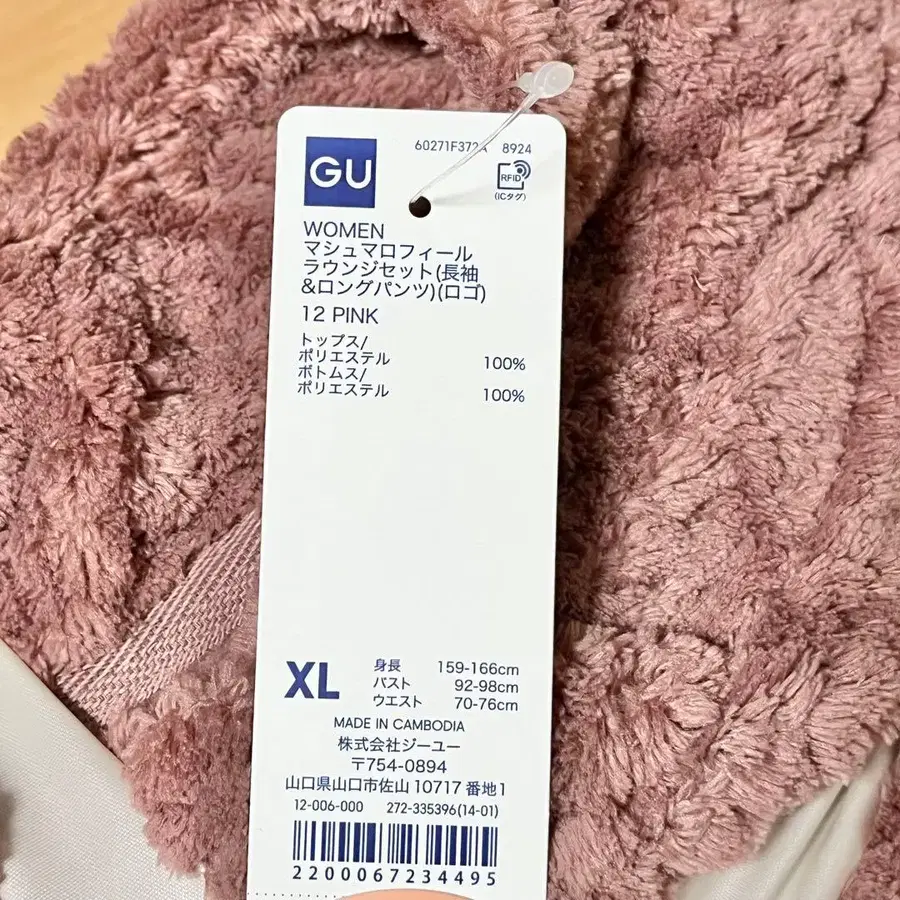 GU
60271F372A 8924
RFID
(ICタグ)
WOMEN
マシュマロフィール
ラウンジセット(長袖
&ロングパンツ)(ロゴ)
12 PINK
トップス/
ポリエステル 100%
ボトムス/
ポリエステル 100%
XL
身長 159-166cm
バスト 92-98cm
ウエスト 70-76cm
MADE IN CAMBODIA
株式会社ジーユー
〒754-0894
山口県山口市佐山10717番地1
12-006-000 272-335396(14-01)
2200067234495